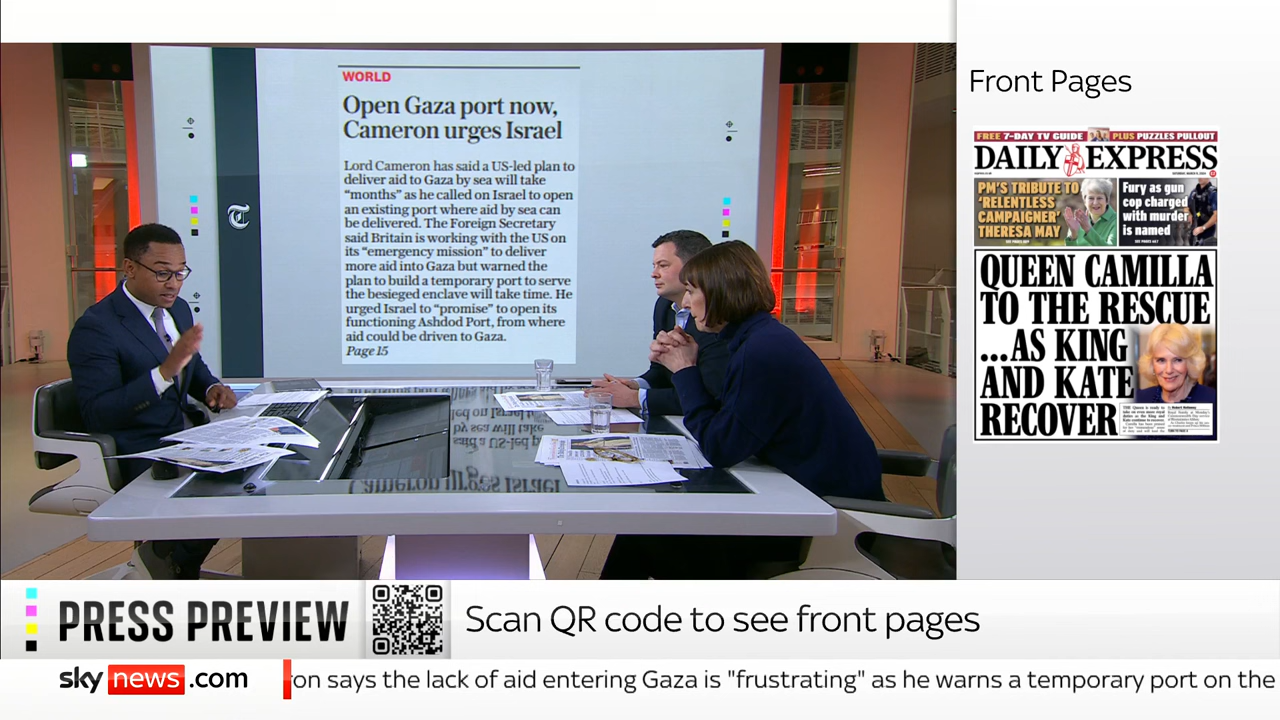 WORLD
Open Gaza port now,
Cameron urges Israel
Lord Cameron has said a US-led plan to
deliver aid to Gaza by sea will take
“months” as he called on Israel to open
an existing port where aid by sea can
be delivered. The Foreign Secretary
said Britain is working with the US on
its “emergency mission” to deliver
more aid into Gaza but warned the
plan to build a temporary port to serve
the besieged enclave will take time. He
urged Israel to “promise” to open its
functioning Ashdod Port, from where
aid could be driven to Gaza.
Page 15
Front Pages
FREE 7-DAY TV GUIDE PLUS PUZZLES PULLOUT
DAILY EXPRESS
PM'S TRIBUTE TO
'RELENTLESS
CAMPAIGNER'
THERESA MAY
Fury as gun
cop charged
with murder
is named
QUEEN CAMILLA
TO THE RESCUE
...AS KING
AND KATE
RECOVER
PRESS PREVIEW
Scan QR code to see front pages
sky news.com
on says the lack of aid entering Gaza is "frustrating" as he warns a temporary port on the